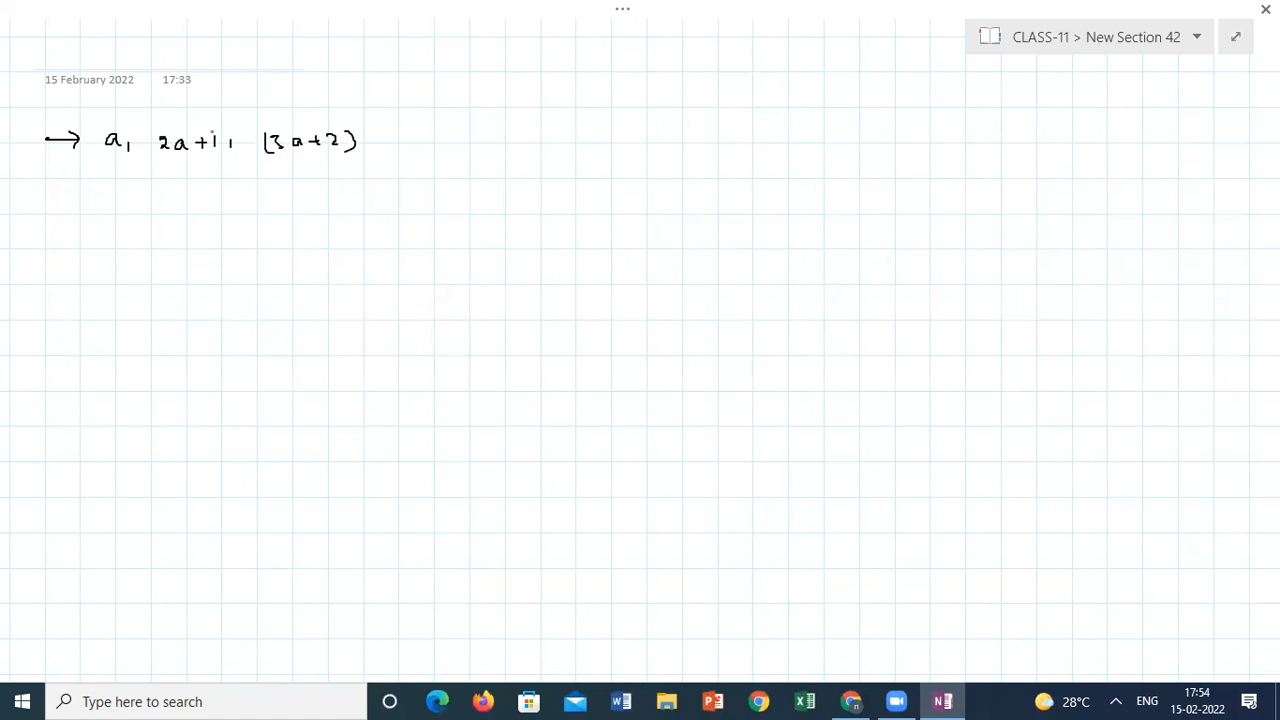 CLASS-11 > New Section 42
15 February 2022 17:33
→ a, 2a+1, (3a+2)
Type here to search
28°C ENG 17:54
15-02-2022